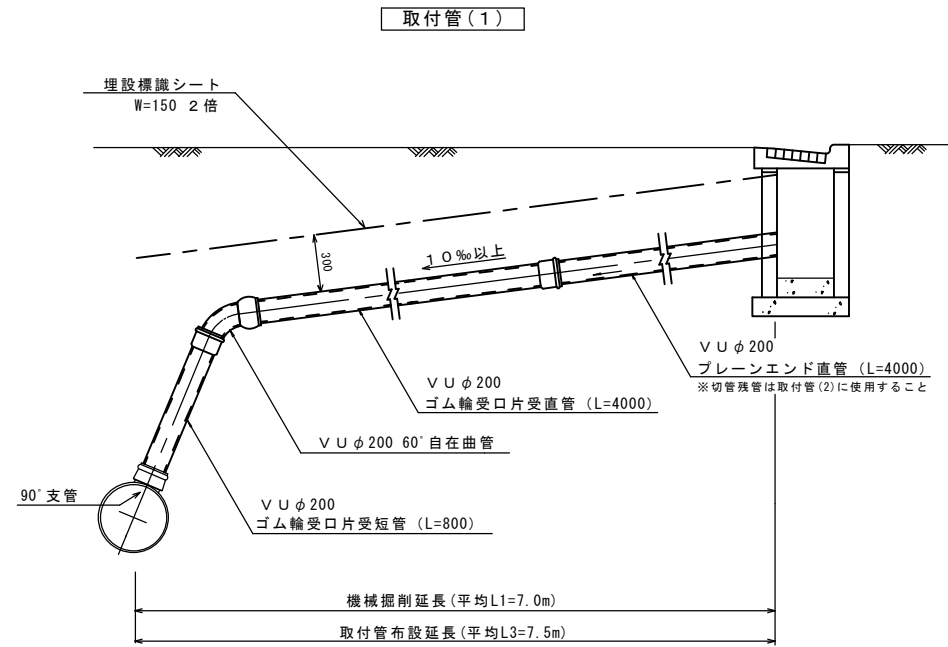 取付管(1)
埋設標識シート
W=150 2倍
300
10‰以上
VUφ200
プレーンエンド直管 (L=4000)
※切管残管は取付管(2)に使用すること
VUφ200
ゴム輪受口片受直管 (L=4000)
VUφ200 60°自在曲管
90°支管
VUφ200
ゴム輪受口片受短管 (L=800)
機械掘削延長(平均L1=7.0m)
取付管布設延長(平均L3=7.5m)